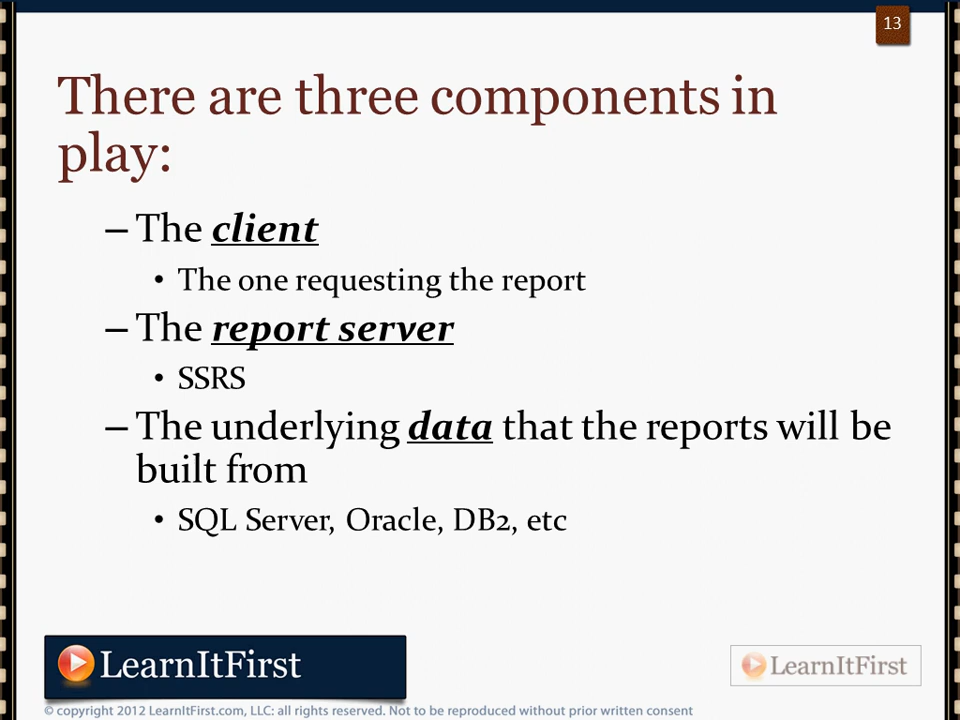 13
There are three components in
play:
– The client
• The one requesting the report
– The report server
• SSRS
– The underlying data that the reports will be
built from
• SQL Server, Oracle, DB2, etc
LearnItFirst
LearnItFirst
© copyright 2012 LearnItFirst.com, LLC: all rights reserved. Not to be reproduced without prior written consent